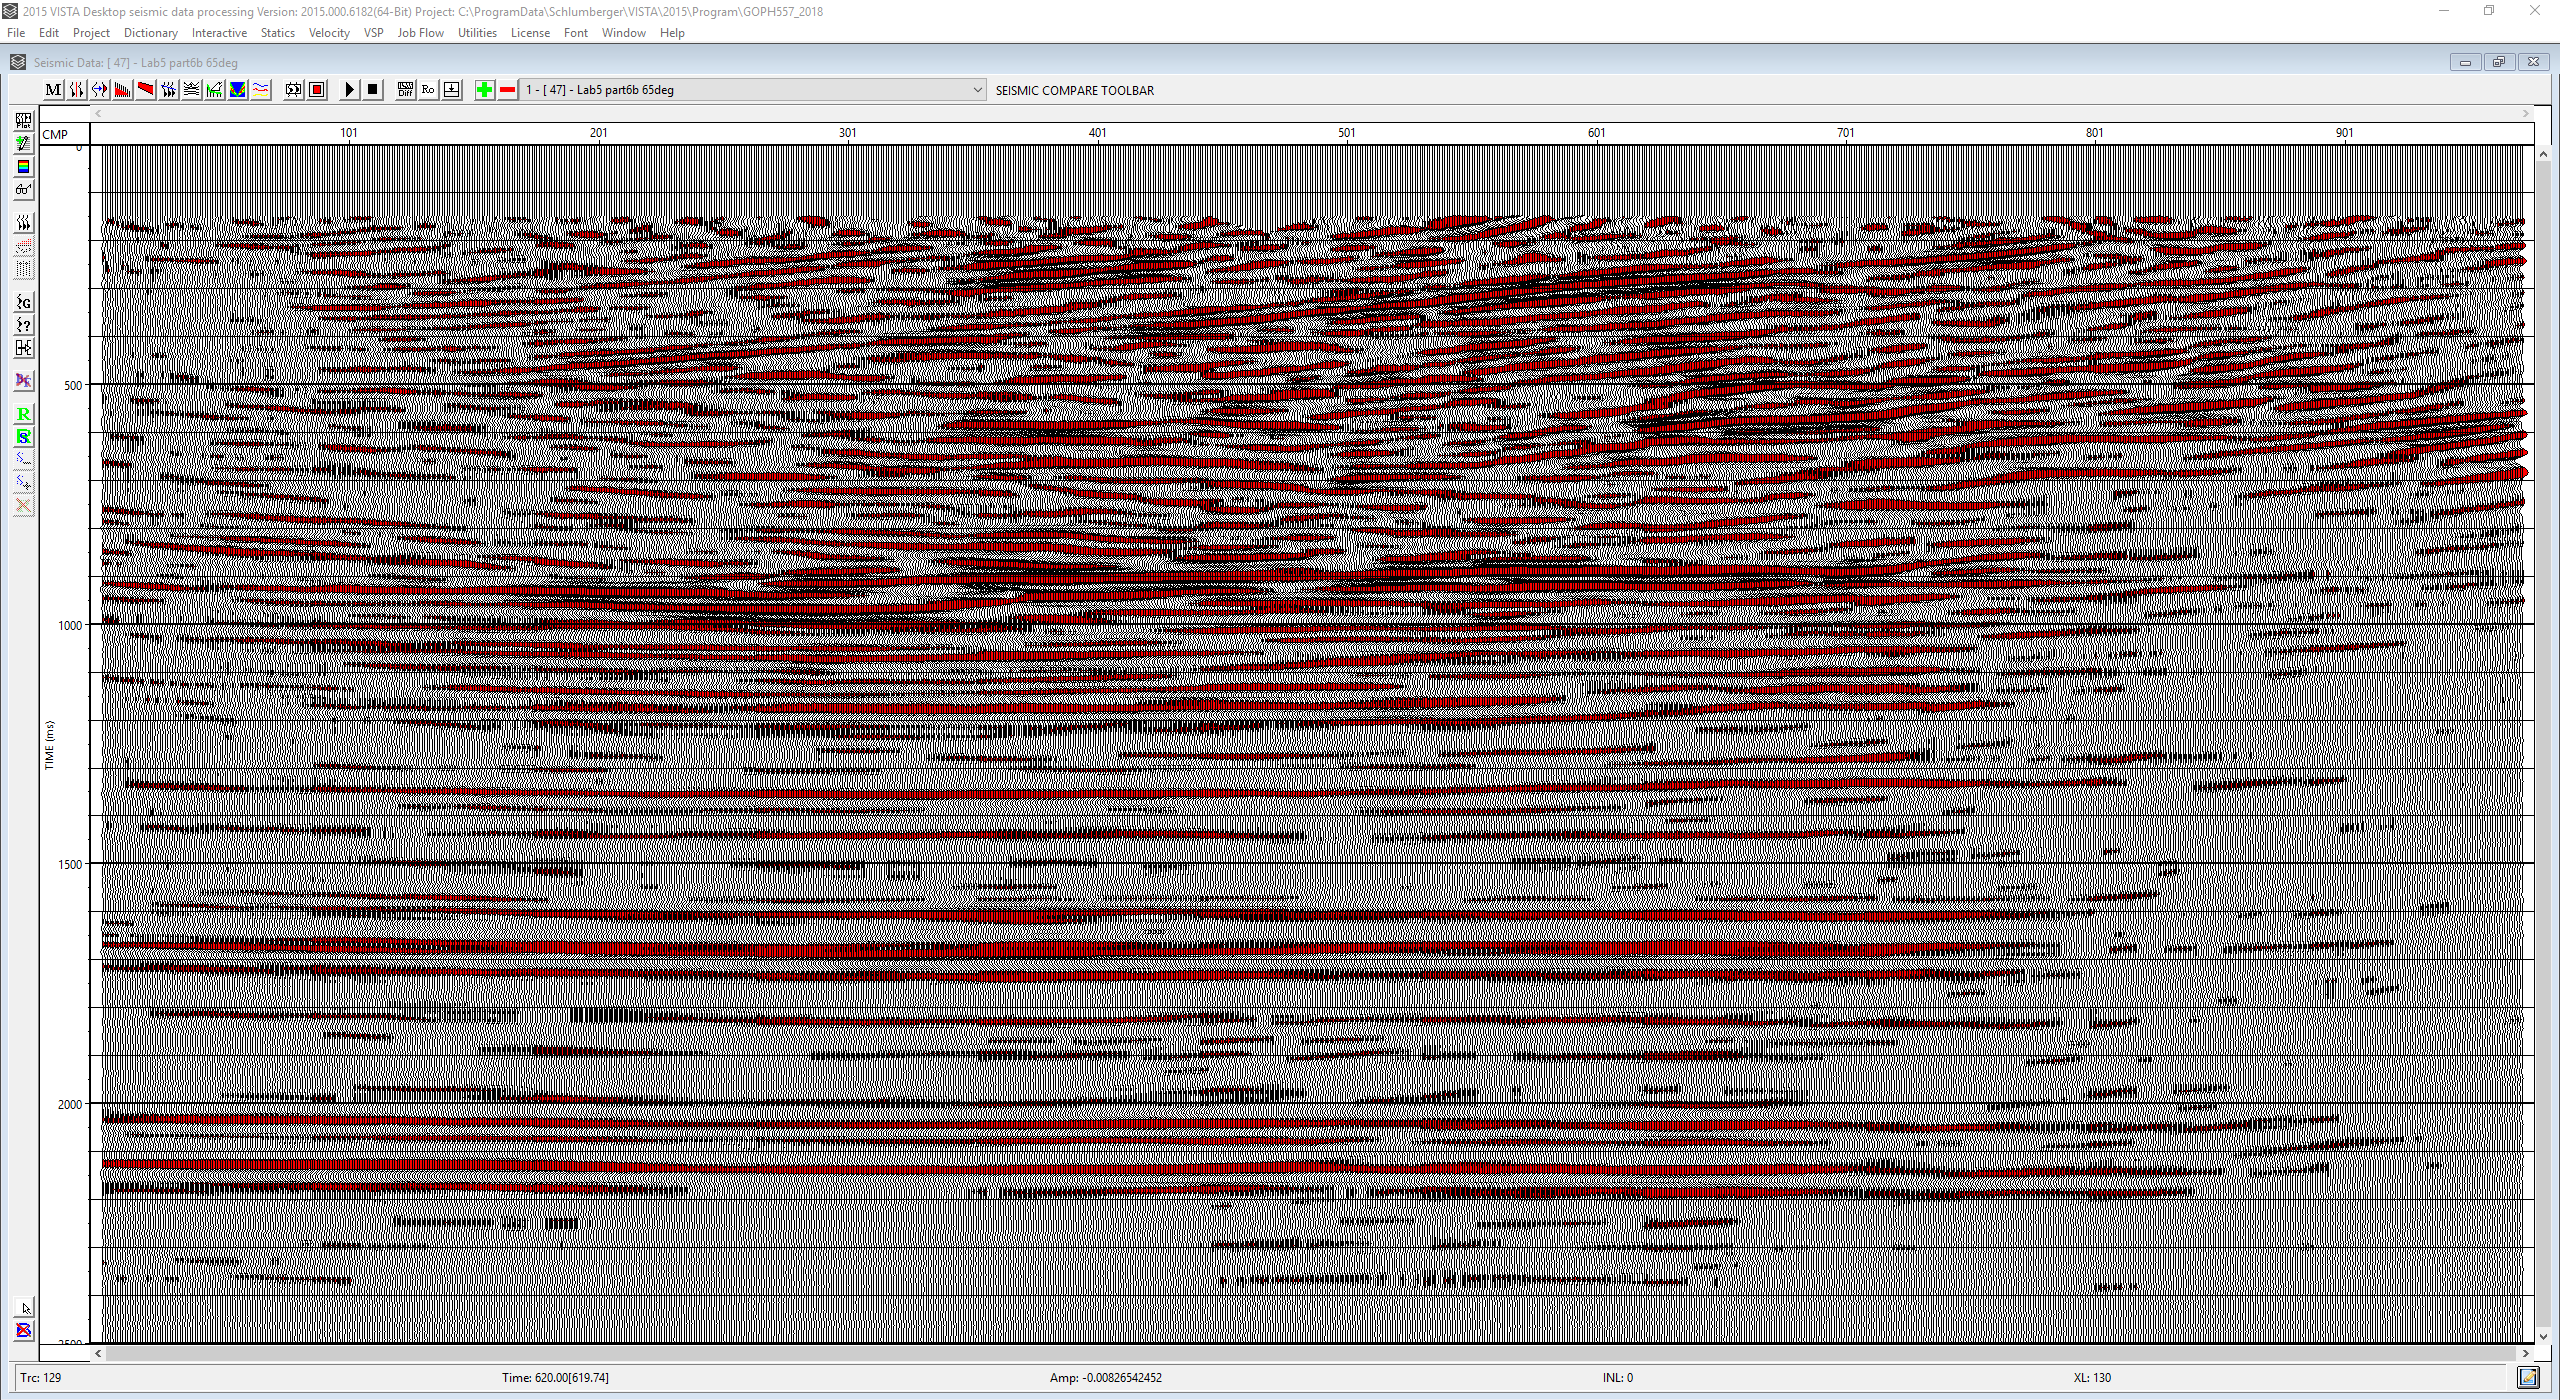 2015 VISTA Desktop seismic data processing Version: 2015.000.6182(64-Bit) Project: C:\ProgramData\Schlumberger\VISTA\2015\Program\GOPH557_2018
File Edit Project Dictionary Interactive Statics Velocity VSP Job Flow Utilities License Font Window Help
Seismic Data: [ 47] - Lab5 part6b 65deg
M Diff Ro 1 - [ 47] - Lab5 part6b 65deg SEISMIC COMPARE TOOLBAR
CMP 101 201 301 401 501 601 701 801 901
0
500
1000
TIME (ms)
1500
2000
2500
G
?
R
S
Trc: 129 Time: 620.00[619.74] Amp: -0.00826542452 INL: 0 XL: 130